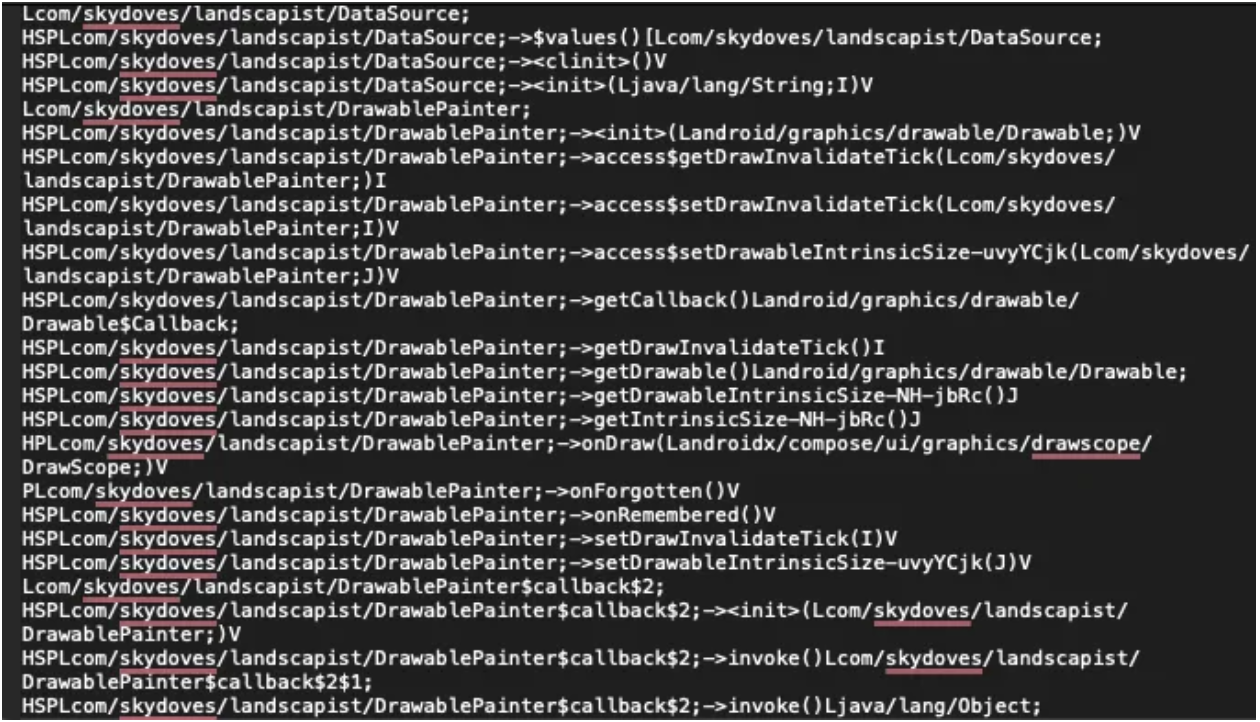 Lcom/skydoves/landscapist/DataSource;
HSPLcom/skydoves/landscapist/DataSource;->$values()[Lcom/skydoves/landscapist/DataSource;
HSPLcom/skydoves/landscapist/DataSource;-><clinit>()V
HSPLcom/skydoves/landscapist/DataSource;-><init>(Ljava/lang/String;I)V
Lcom/skydoves/landscapist/DrawablePainter;
HSPLcom/skydoves/landscapist/DrawablePainter;-><init>(Landroid/graphics/drawable/Drawable;)V
HSPLcom/skydoves/landscapist/DrawablePainter;->access$getDrawInvalidateTick(Lcom/skydoves/
landscapist/DrawablePainter;)I
HSPLcom/skydoves/landscapist/DrawablePainter;->access$setDrawInvalidateTick(Lcom/skydoves/
landscapist/DrawablePainter;I)V
HSPLcom/skydoves/landscapist/DrawablePainter;->access$setDrawableIntrinsicSize-uvyYCjk(Lcom/skydoves/
landscapist/DrawablePainter;J)V
HSPLcom/skydoves/landscapist/DrawablePainter;->getCallback()Landroid/graphics/drawable/
Drawable$Callback;
HSPLcom/skydoves/landscapist/DrawablePainter;->getDrawInvalidateTick()I
HSPLcom/skydoves/landscapist/DrawablePainter;->getDrawable()Landroid/graphics/drawable/Drawable;
HSPLcom/skydoves/landscapist/DrawablePainter;->getDrawableIntrinsicSize-NH-jbRc()J
HSPLcom/skydoves/landscapist/DrawablePainter;->getIntrinsicSize-NH-jbRc()J
HPLcom/skydoves/landscapist/DrawablePainter;->onDraw(Landroidx/compose/ui/graphics/drawscope/
DrawScope;)V
PLcom/skydoves/landscapist/DrawablePainter;->onForgotten()V
HSPLcom/skydoves/landscapist/DrawablePainter;->onRemembered()V
HSPLcom/skydoves/landscapist/DrawablePainter;->setDrawInvalidateTick(I)V
HSPLcom/skydoves/landscapist/DrawablePainter;->setDrawableIntrinsicSize-uvyYCjk(J)V
Lcom/skydoves/landscapist/DrawablePainter$callback$2;
HSPLcom/skydoves/landscapist/DrawablePainter$callback$2;-><init>(Lcom/skydoves/landscapist/
DrawablePainter;)V
HSPLcom/skydoves/landscapist/DrawablePainter$callback$2;->invoke()Lcom/skydoves/landscapist/
DrawablePainter$callback$2$1;
HSPLcom/skydoves/landscapist/DrawablePainter$callback$2;->invoke()Ljava/lang/Object;